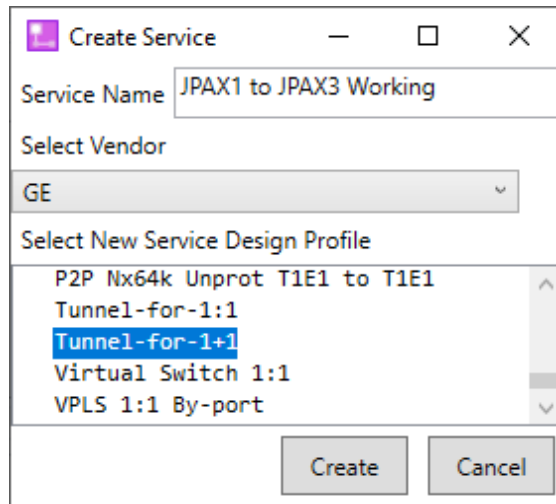 Create Service
Service Name JPAX1 to JPAX3 Working
Select Vendor
GE
Select New Service Design Profile
P2P Nx64k Unprot T1E1 to T1E1
Tunnel-for-1:1
Tunnel-for-1+1
Virtual Switch 1:1
VPLS 1:1 By-port
Create Cancel